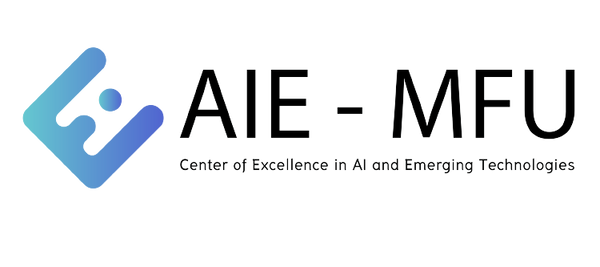 AIE - MFU
Center of Excellence in AI and Emerging Technologies